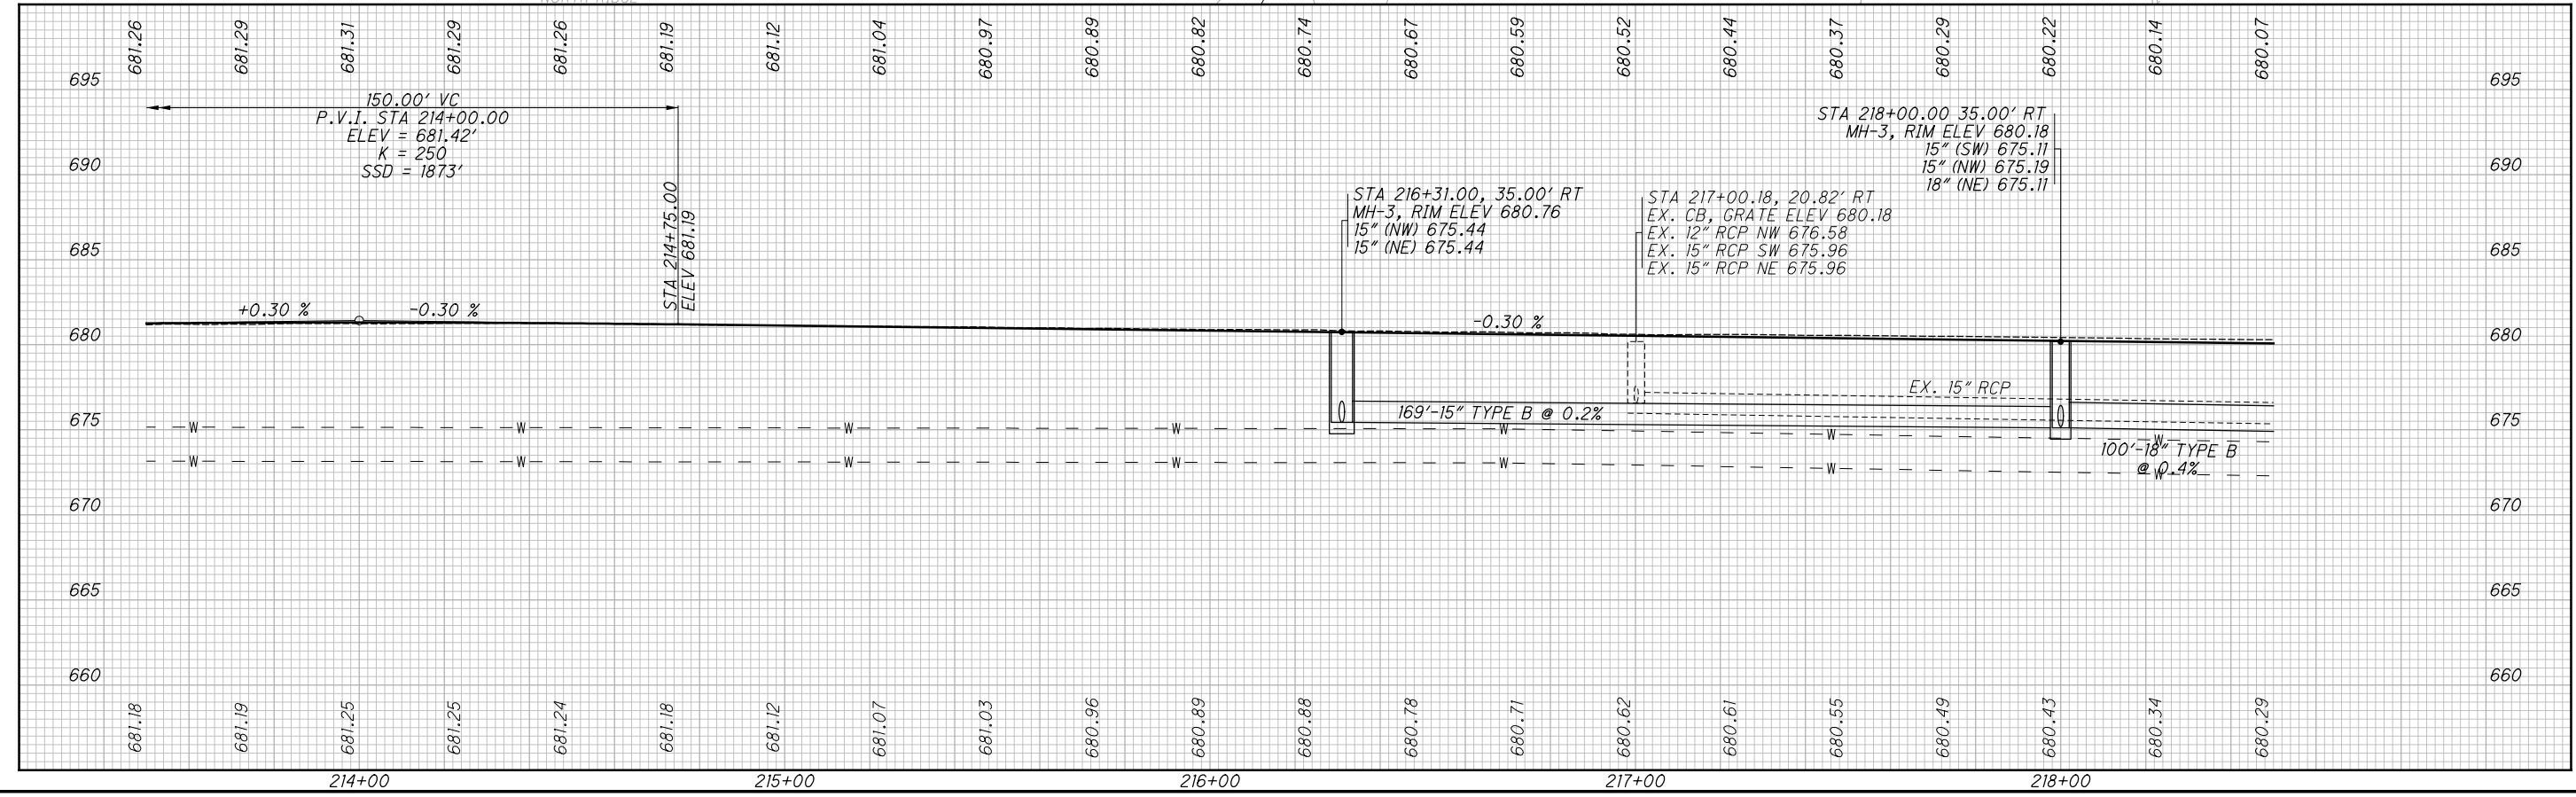 681.26 681.29 681.31 681.29 681.26 681.19 681.12 681.04 680.97 680.89 680.82 680.74 680.67 680.59 680.52 680.44 680.37 680.29 680.22 680.14 680.07
695 695
150.00' VC
P.V.I. STA 214+00.00
ELEV = 681.42'
K = 250
SSD = 1873'
STA 218+00.00 35.00' RT
MH-3, RIM ELEV 680.18
15" (SW) 675.11
15" (NW) 675.19
18" (NE) 675.11
690 690
STA 214+75.00
ELEV 681.19
STA 216+31.00, 35.00' RT
MH-3, RIM ELEV 680.76
15" (NW) 675.44
15" (NE) 675.44
STA 217+00.18, 20.82' RT
EX. CB, GRATE ELEV 680.18
EX. 12" RCP NW 676.58
EX. 15" RCP SW 675.96
EX. 15" RCP NE 675.96
685 685
+0.30 % -0.30 %
-0.30 %
680 680
EX. 15" RCP
169'-15" TYPE B @ 0.2%
675 675
W W W W W W W
100'-18" TYPE B
@ 0.4%
W W W W W W W
670 670
665 665
660 660
681.18 681.19 681.25 681.25 681.24 681.18 681.12 681.07 681.03 680.96 680.89 680.88 680.78 680.71 680.62 680.61 680.55 680.49 680.43 680.34 680.29
214+00 215+00 216+00 217+00 218+00